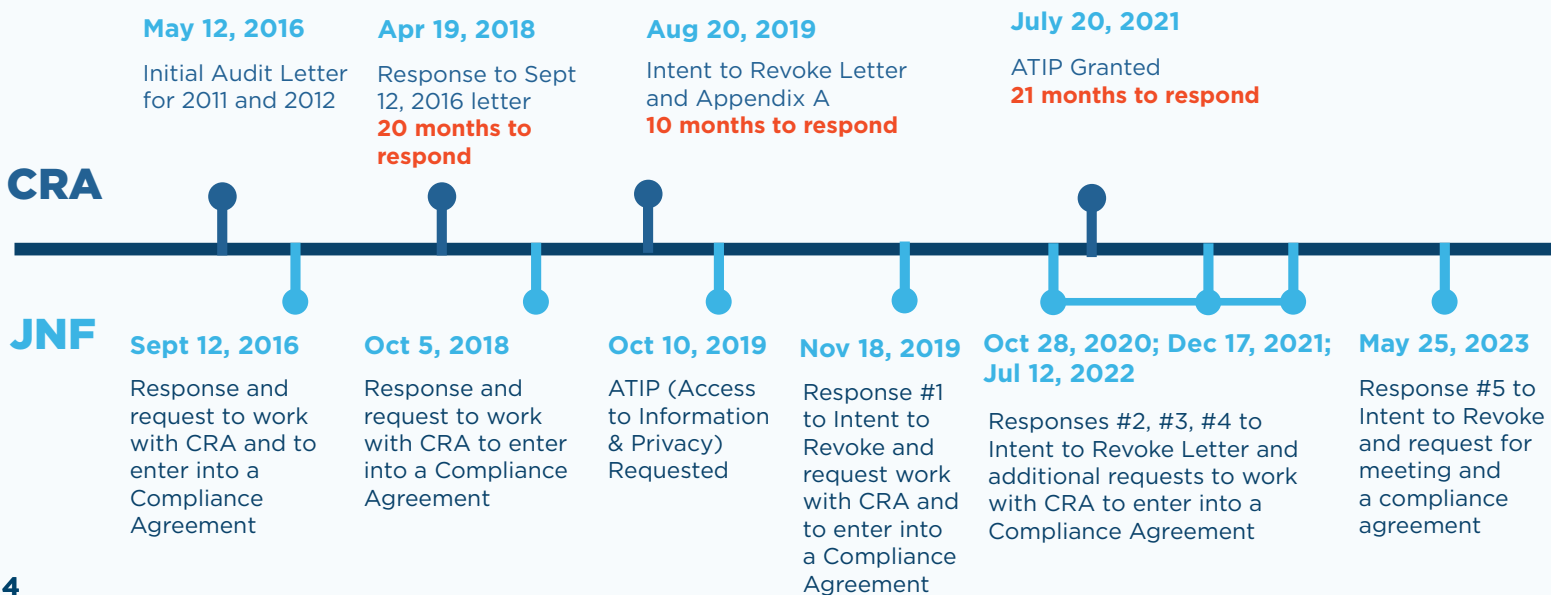 May 12, 2016
Initial Audit Letter
for 2011 and 2012
Apr 19, 2018
Response to Sept
12, 2016 letter
20 months to
respond
Aug 20, 2019
Intent to Revoke Letter
and Appendix A
10 months to respond
July 20, 2021
ATIP Granted
21 months to respond
CRA
JNF
Sept 12, 2016
Response and
request to work
with CRA and to
enter into a
Compliance
Agreement
Oct 5, 2018
Response and
request to work
with CRA to enter
into a Compliance
Agreement
Oct 10, 2019
ATIP (Access
to Information
& Privacy)
Requested
Nov 18, 2019
Response #1
to Intent to
Revoke and
request work
with CRA and
to enter into
a Compliance
Agreement
Oct 28, 2020; Dec 17, 2021;
Jul 12, 2022
Responses #2, #3, #4 to
Intent to Revoke Letter and
additional requests to work
with CRA to enter into a
Compliance Agreement
May 25, 2023
Response #5 to
Intent to Revoke
and request for
meeting and
a compliance
agreement
4